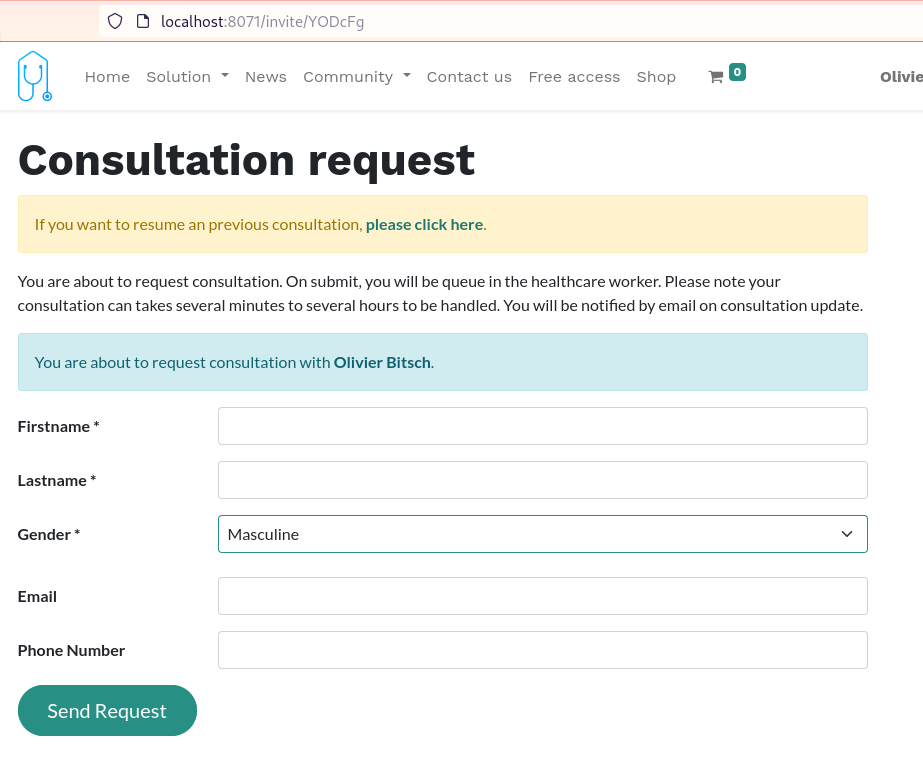 localhost:8071/invite/YODcFg
Home Solution News Community Contact us Free access Shop 0 Olivie
Consultation request
If you want to resume an previous consultation, please click here.
You are about to request consultation. On submit, you will be queue in the healthcare worker. Please note your
consultation can takes several minutes to several hours to be handled. You will be notified by email on consultation update.
You are about to request consultation with Olivier Bitsch.
Firstname *
Lastname *
Gender * Masculine
Email
Phone Number
Send Request